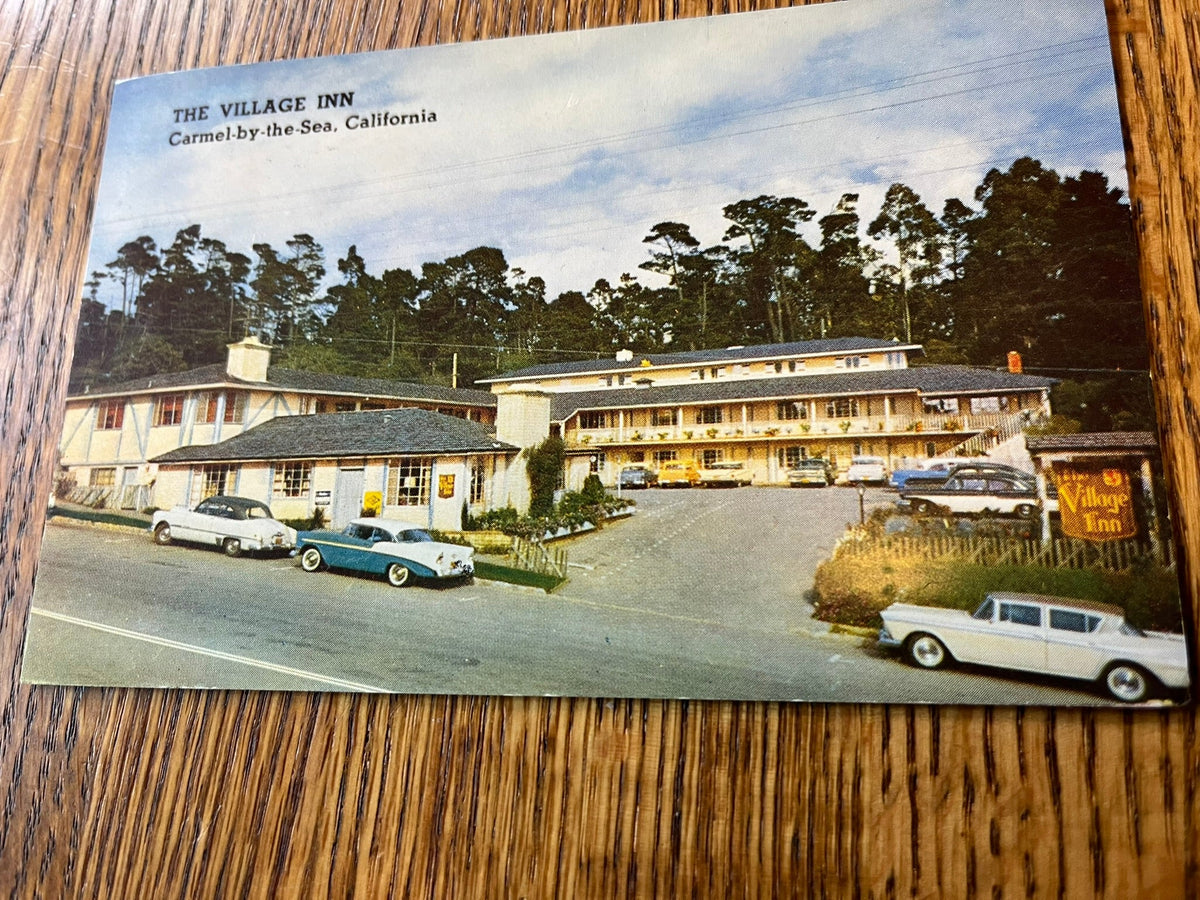 THE VILLAGE INN
Carmel-by-the-Sea, California
The
Village
Inn